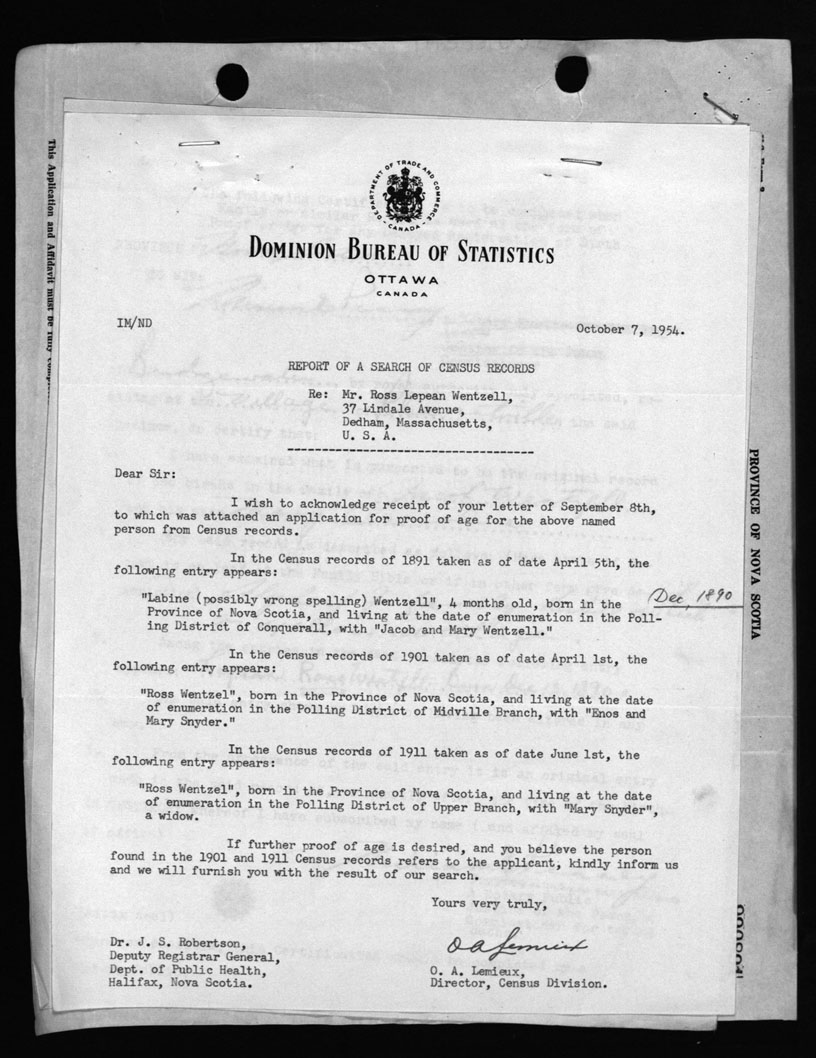 DEPARTMENT OF TRADE AND COMMERCE
- CANADA -
DOMINION BUREAU OF STATISTICS
OTTAWA
CANADA
IM/ND
October 7, 1954.
REPORT OF A SEARCH OF CENSUS RECORDS
Re: Mr. Ross Lepean Wentzell,
37 Lindale Avenue,
Dedham, Massachusetts,
U. S. A.
Dear Sir:
I wish to acknowledge receipt of your letter of September 8th,
to which was attached an application for proof of age for the above named
person from Census records.
In the Census records of 1891 taken as of date April 5th, the
following entry appears:
"Labine (possibly wrong spelling) Wentzell", 4 months old, born in the
Province of Nova Scotia, and living at the date of enumeration in the Poll-
ing District of Conquerall, with "Jacob and Mary Wentzell."
Dec, 1890
In the Census records of 1901 taken as of date April 1st, the
following entry appears:
"Ross Wentzel", born in the Province of Nova Scotia, and living at the date
of enumeration in the Polling District of Midville Branch, with "Enos and
Mary Snyder."
In the Census records of 1911 taken as of date June 1st, the
following entry appears:
"Ross Wentzel", born in the Province of Nova Scotia, and living at the date
of enumeration in the Polling District of Upper Branch, with "Mary Snyder",
a widow.
If further proof of age is desired, and you believe the person
found in the 1901 and 1911 Census records refers to the applicant, kindly inform us
and we will furnish you with the result of our search.
Yours very truly,
O A Lemieux
Dr. J. S. Robertson,
Deputy Registrar General,
Dept. of Public Health,
Halifax, Nova Scotia.
O. A. Lemieux,
Director, Census Division.
This Application and Affidavit must be fully
PROVINCE OF NOVA SCOTIA